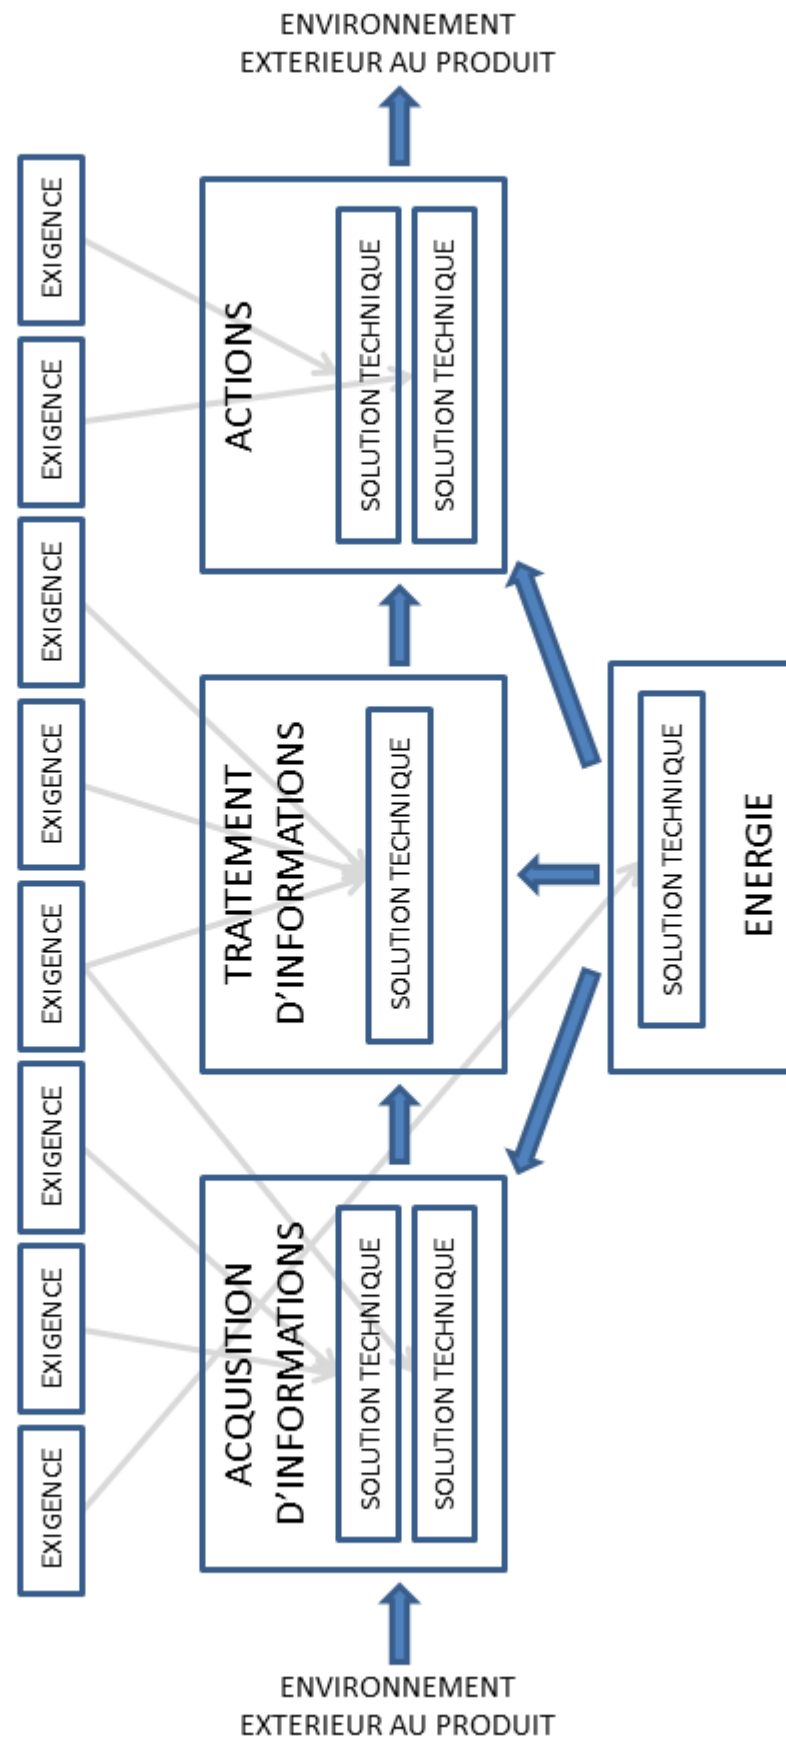 ENVIRONNEMENT
EXTERIEUR AU PRODUIT
EXIGENCE
EXIGENCE
EXIGENCE
EXIGENCE
EXIGENCE
EXIGENCE
EXIGENCE
EXIGENCE
ACQUISITION
D'INFORMATIONS
SOLUTION TECHNIQUE
SOLUTION TECHNIQUE
TRAITEMENT
D'INFORMATIONS
SOLUTION TECHNIQUE
ACTIONS
SOLUTION TECHNIQUE
SOLUTION TECHNIQUE
SOLUTION TECHNIQUE
ENERGIE
ENVIRONNEMENT
EXTERIEUR AU PRODUIT